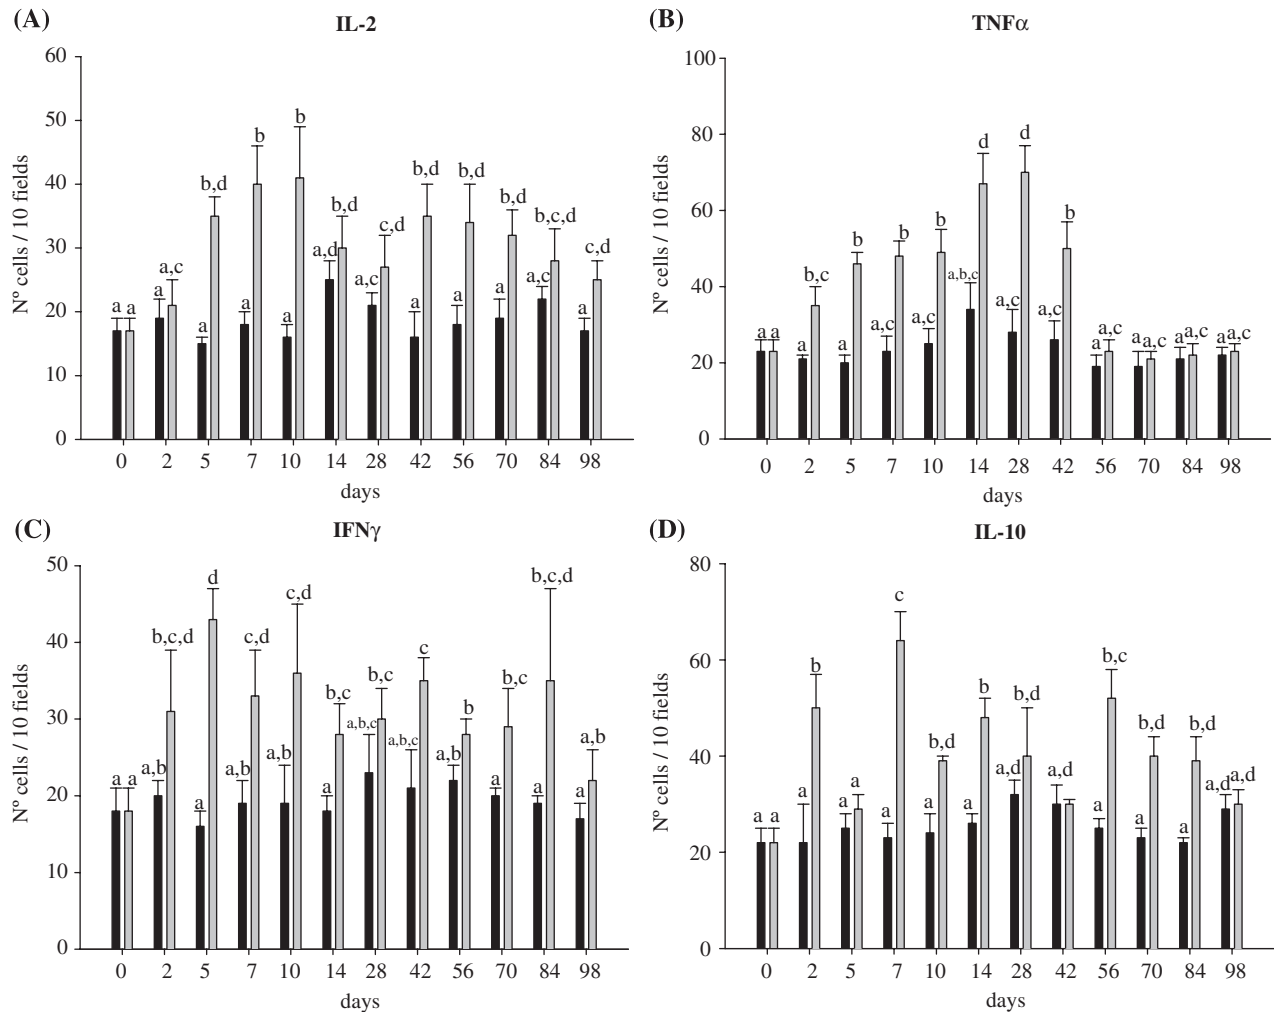 (A)
IL-2
60
50
40
30
20
10
0
Nº cells / 10 fields
a a a a,c a b,d a b a b a,d b,d a,c c,d a b,d a b,d a b,d a,c b,c,d a c,d
0 2 5 7 10 14 28 42 56 70 84 98
days
(B)
TNFα
100
80
60
40
20
0
Nº cells / 10 fields
a a a b,c a b a,c b a,c b a,b,c d a,c d a,c b a a,c a a,c a a,c a a,c
0 2 5 7 10 14 28 42 56 70 84 98
days
(C)
IFNγ
50
40
30
20
10
0
Nº cells / 10 fields
a a a,b b,c,d a d a,b c,d a,b c,d a b,c a,b,c b,c a,b,c c a,b b a b,c a b,c,d a a,b
0 2 5 7 10 14 28 42 56 70 84 98
days
(D)
IL-10
80
60
40
20
0
Nº cells / 10 fields
a a a b a a a c a b,d a b a,d b,d a,d a b,c a b,d a b,d a,d a,d
0 2 5 7 10 14 28 42 56 70 84 98
days